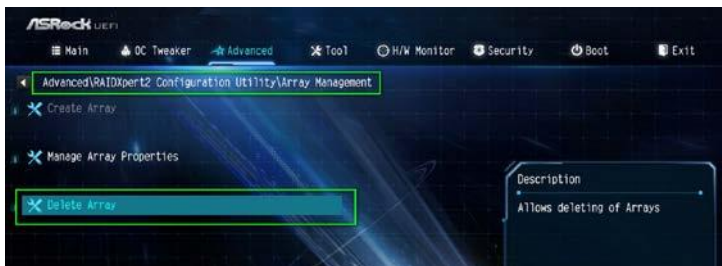 ASRock UEFI
Main OC Tweaker Advanced Tool H/W Monitor Security Boot Exit
Advanced\RAIDXpert2 Configuration Utility\Array Management
Create Array
Manage Array Properties
Description
Delete Array
Allows deleting of Arrays